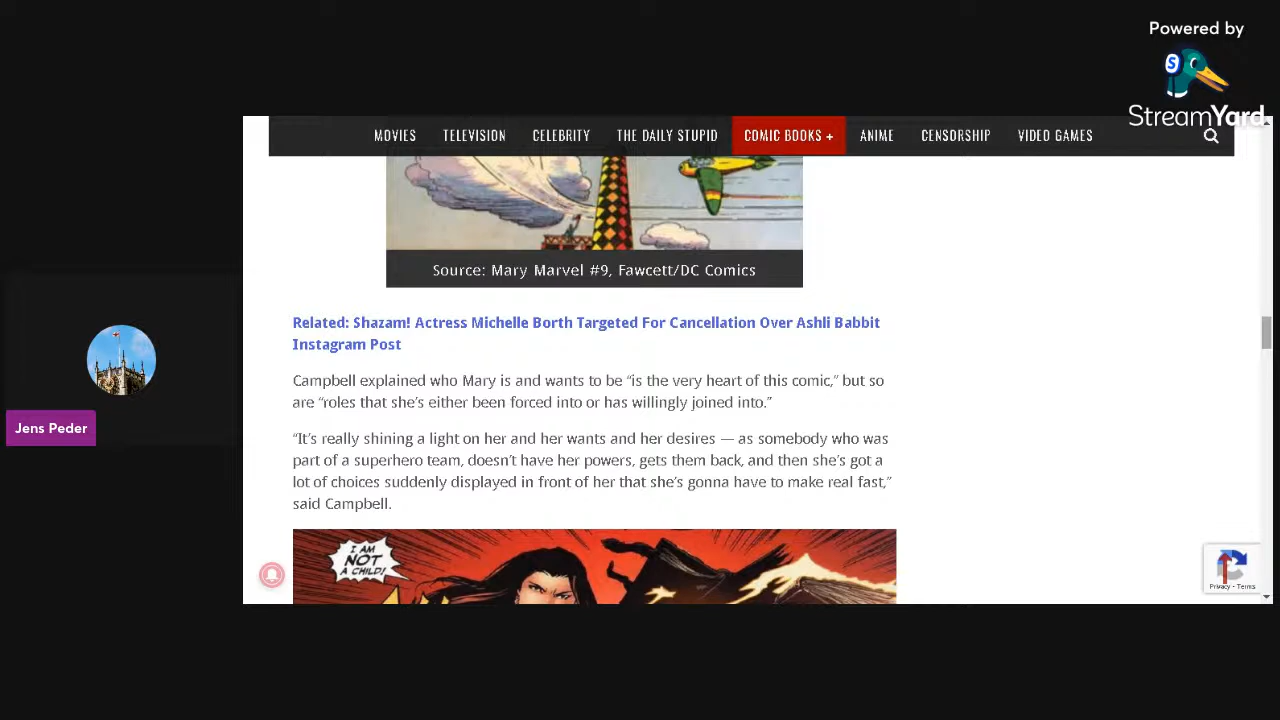 Powered by
S
StreamYard
MOVIES TELEVISION CELEBRITY THE DAILY STUPID COMIC BOOKS + ANIME CENSORSHIP VIDEO GAMES
Source: Mary Marvel #9, Fawcett/DC Comics
Related: Shazam! Actress Michelle Borth Targeted For Cancellation Over Ashli Babbit
Instagram Post
Campbell explained who Mary is and wants to be “is the very heart of this comic,” but so
are “roles that she’s either been forced into or has willingly joined into.”
Jens Peder
“It’s really shining a light on her and her wants and her desires — as somebody who was
part of a superhero team, doesn’t have her powers, gets them back, and then she’s got a
lot of choices suddenly displayed in front of her that she’s gonna have to make real fast,”
said Campbell.
I AM
NOT
A CHILD!
Privacy - Terms